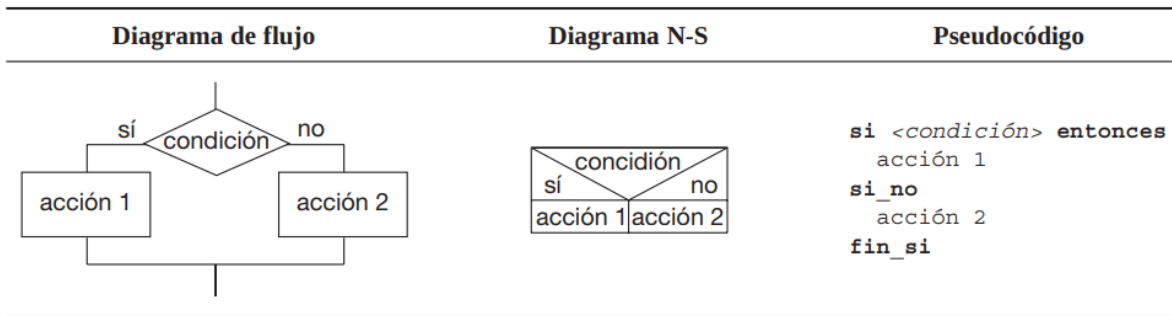 Diagrama de flujo
Diagrama N-S
Pseudocódigo
sí
condición
no
acción 1
acción 2
concidión
sí
no
acción 1
acción 2
si <condición> entonces
acción 1
si_no
acción 2
fin_si